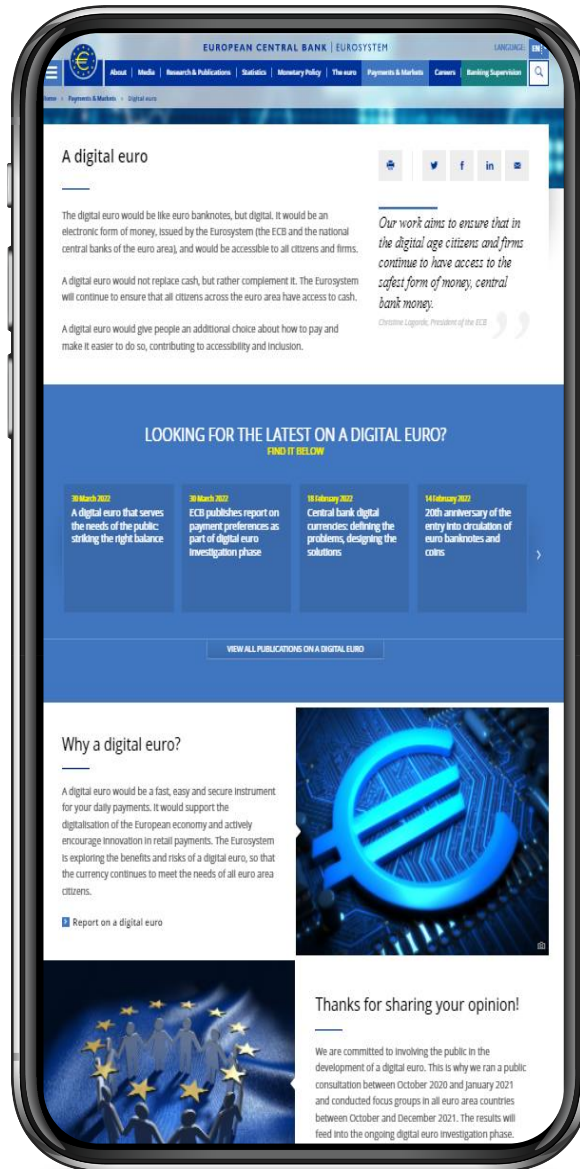 EUROPEAN CENTRAL BANK | EUROSYSTEM
LANGUAGE: EN
About | Media | Research & Publications | Statistics | Monetary Policy | The euro | Payments & Markets | Careers | Banking Supervision
Home › Payments & Markets › Digital euro
A digital euro
The digital euro would be like euro banknotes, but digital. It would be an
electronic form of money, issued by the Eurosystem (the ECB and the national
central banks of the euro area), and would be accessible to all citizens and firms.
A digital euro would not replace cash, but rather complement it. The Eurosystem
will continue to ensure that all citizens across the euro area have access to cash.
A digital euro would give people an additional choice about how to pay and
make it easier to do so, contributing to accessibility and inclusion.
Our work aims to ensure that in
the digital age citizens and firms
continue to have access to the
safest form of money, central
bank money.
Christine Lagarde, President of the ECB
LOOKING FOR THE LATEST ON A DIGITAL EURO?
FIND IT BELOW
30 March 2022
A digital euro that serves
the needs of the public:
striking the right balance
30 March 2022
ECB publishes report on
payment preferences as
part of digital euro
investigation phase
18 February 2022
Central bank digital
currencies: defining the
problems, designing the
solutions
14 February 2022
20th anniversary of the
entry into circulation of
euro banknotes and
coins
VIEW ALL PUBLICATIONS ON A DIGITAL EURO
Why a digital euro?
A digital euro would be a fast, easy and secure instrument
for your daily payments. It would support the
digitalisation of the European economy and actively
encourage innovation in retail payments. The Eurosystem
is exploring the benefits and risks of a digital euro, so that
the currency continues to meet the needs of all euro area
citizens.
Report on a digital euro
Thanks for sharing your opinion!
We are committed to involving the public in the
development of a digital euro. This is why we ran a public
consultation between October 2020 and January 2021
and conducted focus groups in all euro area countries
between October and December 2021. The results will
feed into the ongoing digital euro investigation phase.